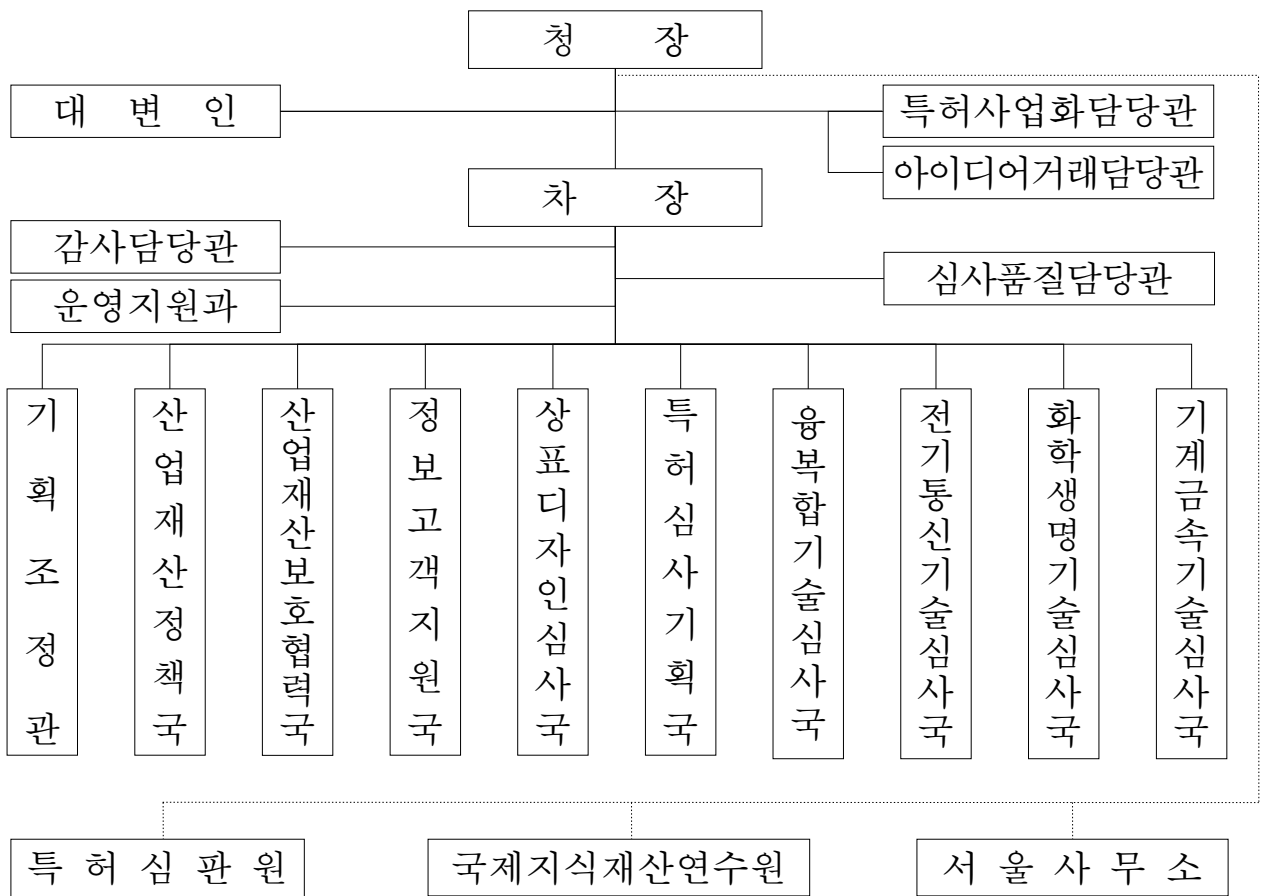 청 장
대 변 인
특허사업화담당관
아이디어거래담당관
차 장
감사담당관
심사품질담당관
운영지원과
기획조정관
산업재산정책국
산업재산보호협력국
정보고객지원국
상표디자인심사국
특허심사기획국
융복합기술심사국
전기통신기술심사국
화학생명기술심사국
기계금속기술심사국
특 허 심 판 원
국제지식재산연수원
서 울 사 무 소